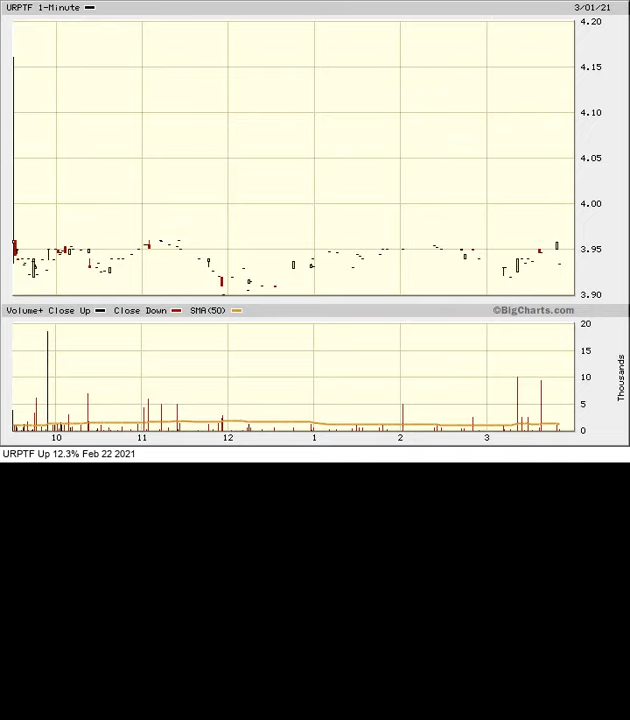 URPTF 1-Minute 3/01/21
4.20
4.15
4.10
4.05
4.00
3.95
3.90
Volume+ Close Up Close Down SMA(50) ©BigCharts.com
20
15
10
5
0
Thousands
10 11 12 1 2 3
URPTF Up 12.3% Feb 22 2021